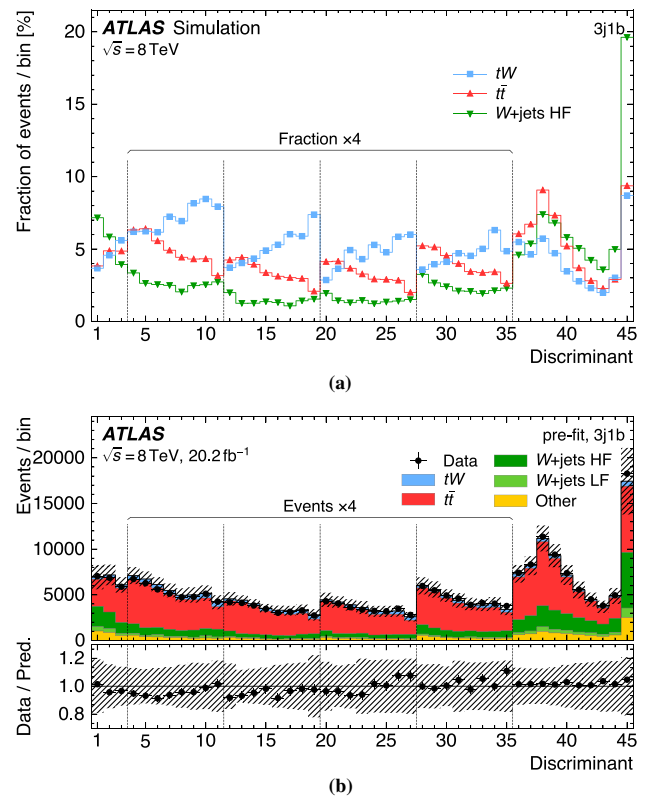 ATLAS Simulation
√s = 8 TeV
3j1b
Fraction of events / bin [%]
20
15
10
5
0
tW
tt̄
W+jets HF
Fraction ×4
1 5 10 15 20 25 30 35 40 45
Discriminant
(a)
ATLAS
√s = 8 TeV, 20.2 fb⁻¹
pre-fit, 3j1b
Events / bin
20000
15000
10000
5000
0
Data
tW
tt̄
W+jets HF
W+jets LF
Other
Events ×4
Data / Pred.
1.2
1.0
0.8
1 5 10 15 20 25 30 35 40 45
Discriminant
(b)